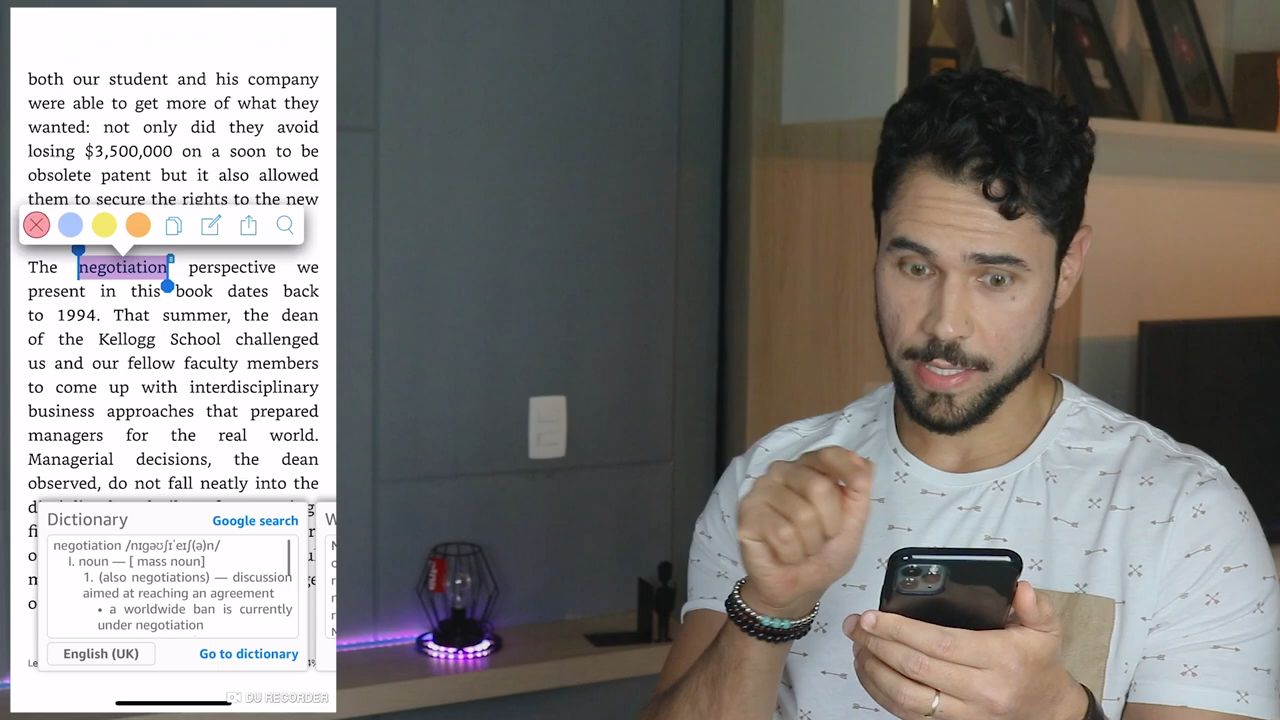 both our student and his company
were able to get more of what they
wanted: not only did they avoid
losing $3,500,000 on a soon to be
obsolete patent but it also allowed
them to secure the rights to the new
The negotiation perspective we
present in this book dates back
to 1994. That summer, the dean
of the Kellogg School challenged
us and our fellow faculty members
to come up with interdisciplinary
business approaches that prepared
managers for the real world.
Managerial decisions, the dean
observed, do not fall neatly into the
Dictionary Google search
negotiation /nɪgəʊʃɪˈeɪʃ(ə)n/
I. noun — [ mass noun]
1. (also negotiations) — discussion
aimed at reaching an agreement
• a worldwide ban is currently
under negotiation
English (UK) Go to dictionary
DU RECORDER